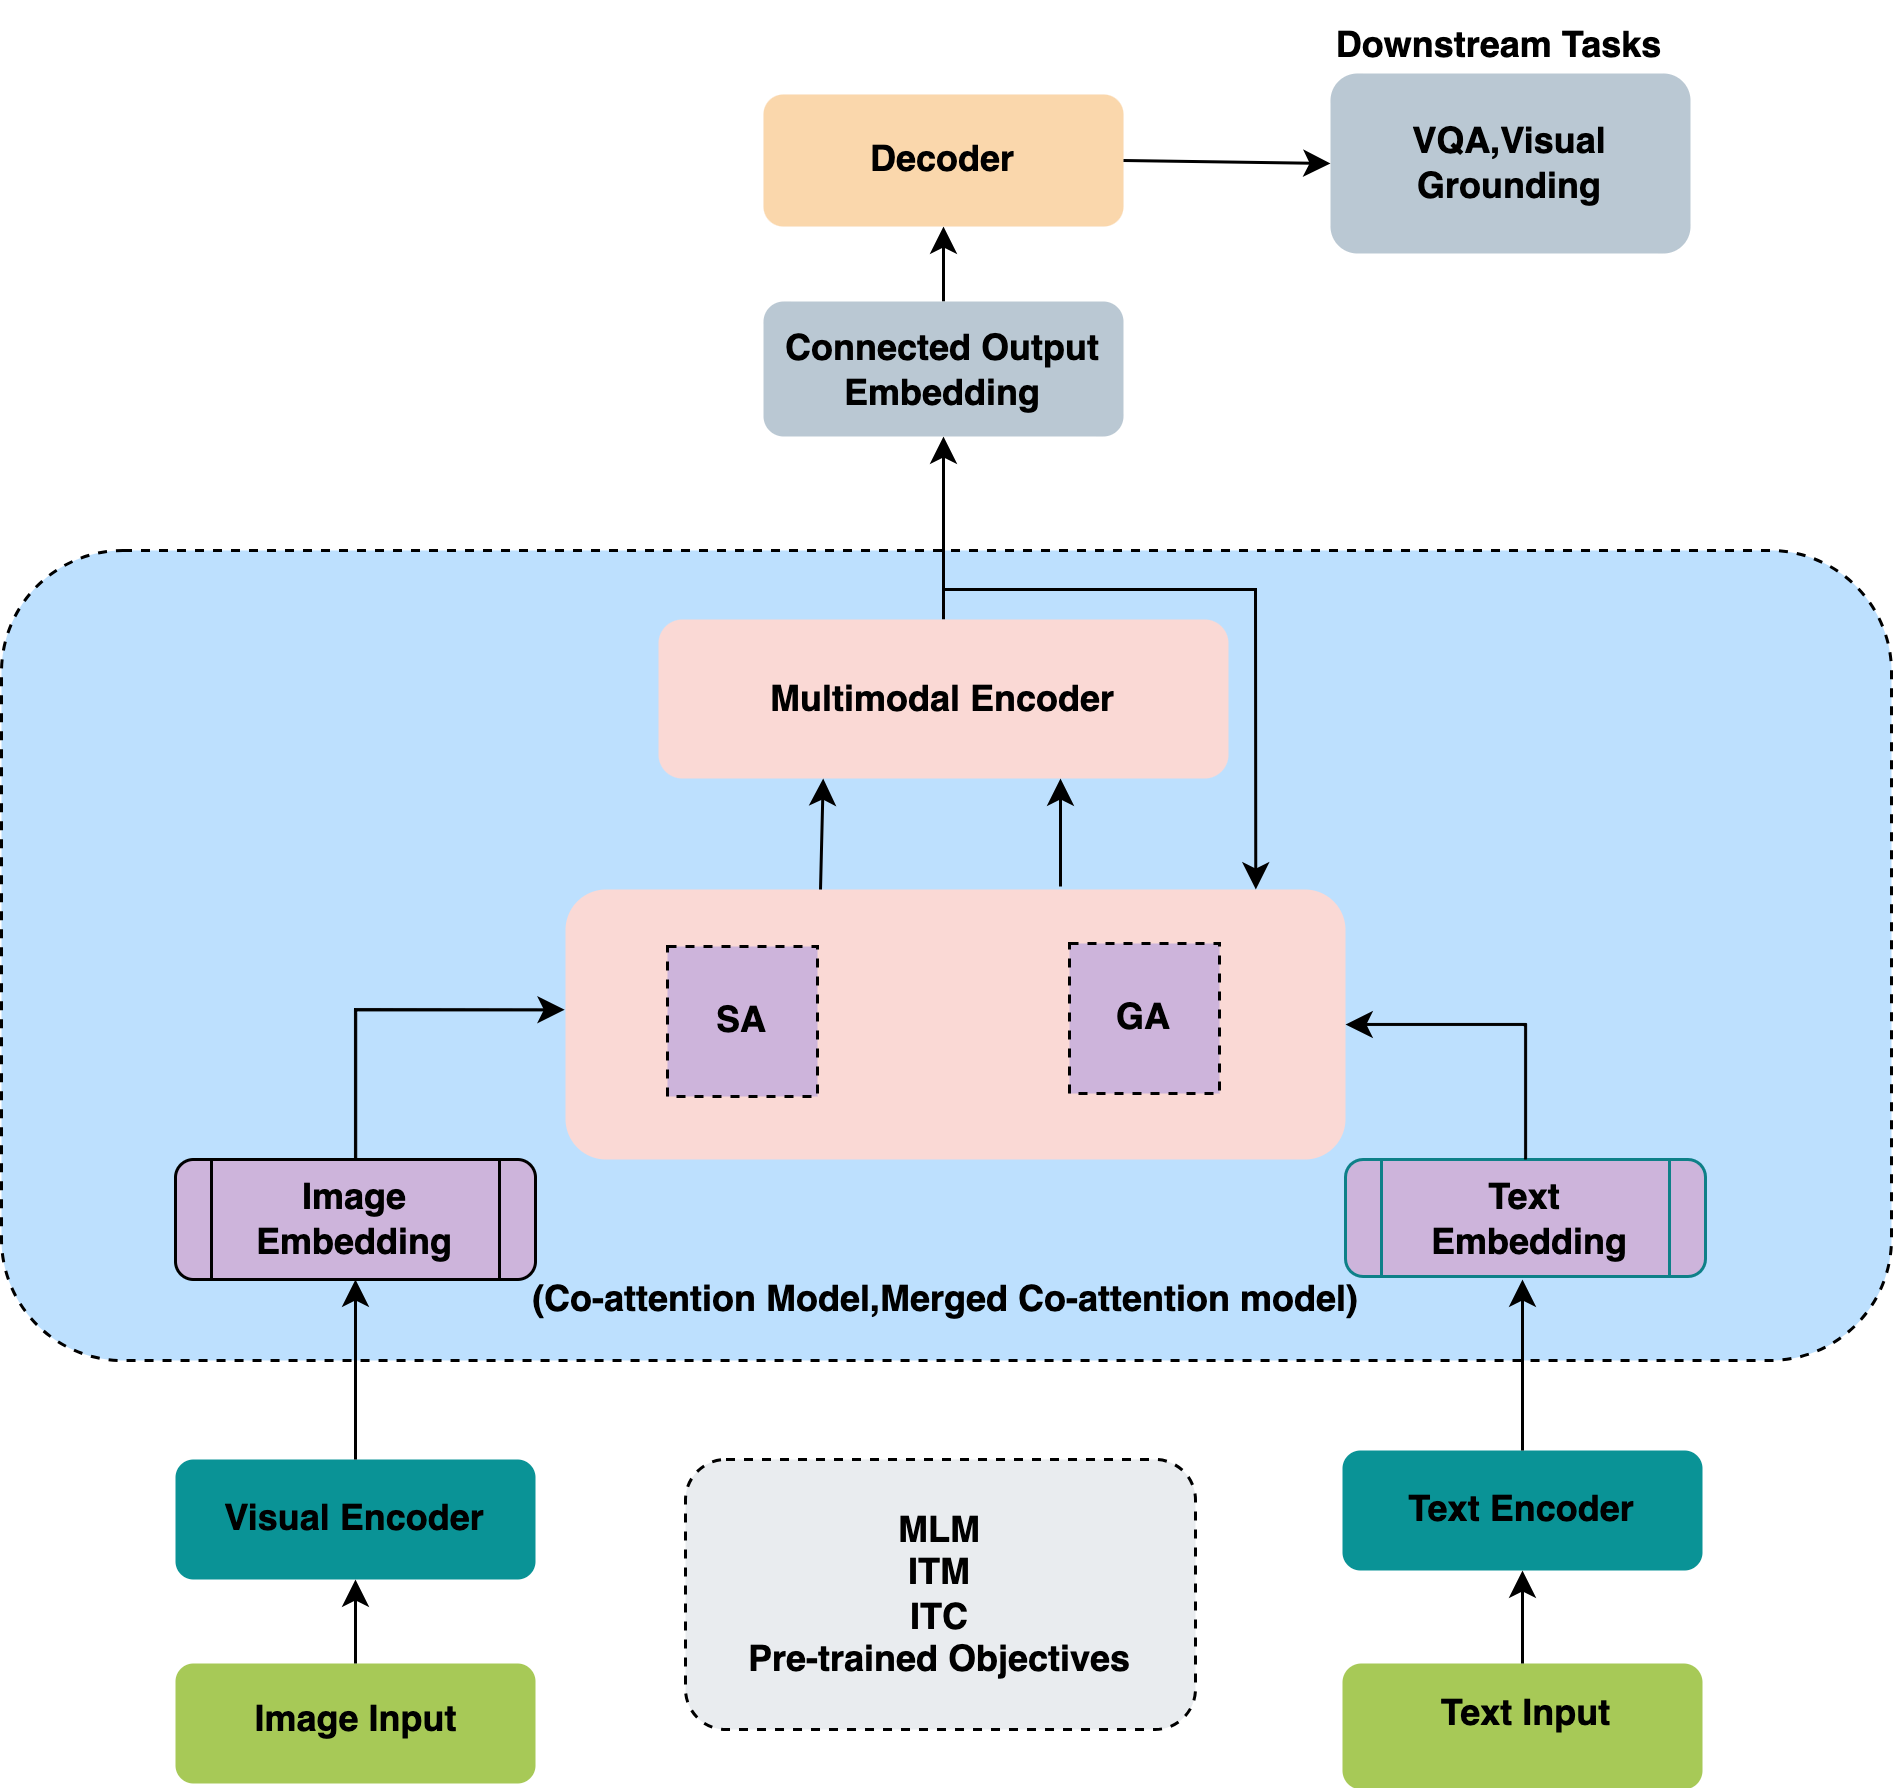 Downstream Tasks
Decoder
VQA,Visual
Grounding
Connected Output
Embedding
Multimodal Encoder
SA
GA
Image
Embedding
Text
Embedding
(Co-attention Model,Merged Co-attention model)
Visual Encoder
Text Encoder
MLM
ITM
ITC
Pre-trained Objectives
Image Input
Text Input